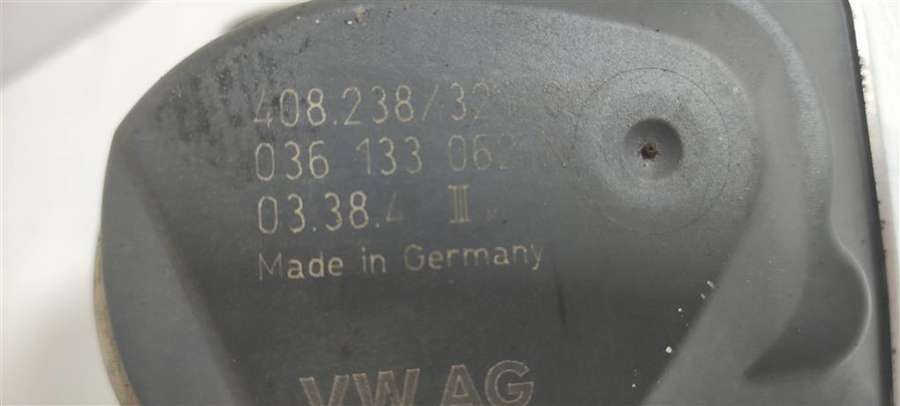 408.238/32
036 133 062
03.38.4 III
Made in Germany
VW AG